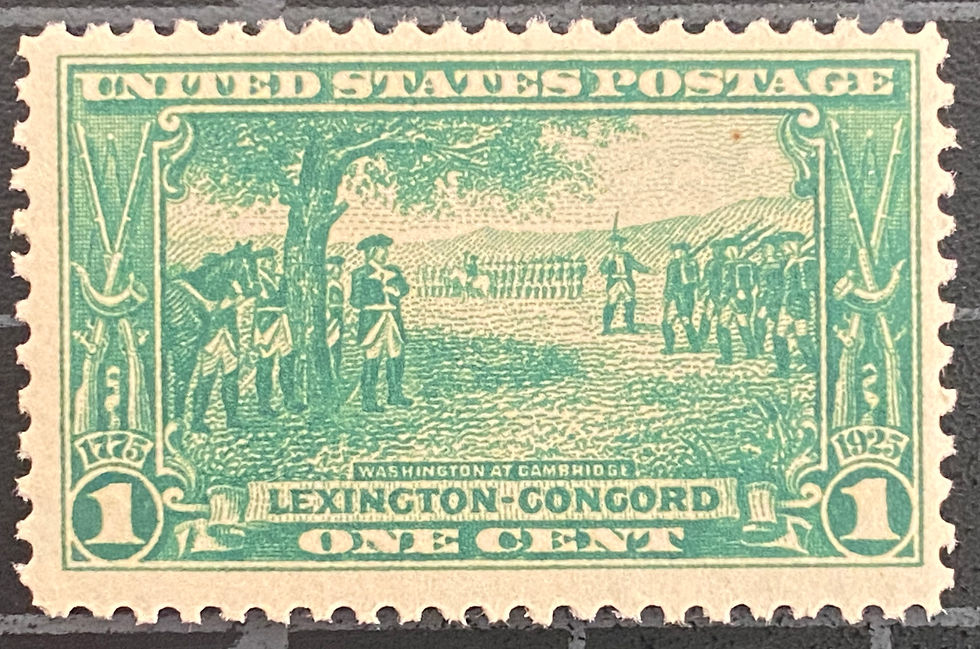 UNITED STATES POSTAGE
1775
1925
WASHINGTON AT CAMBRIDGE
LEXINGTON-CONCORD
1
ONE CENT
1